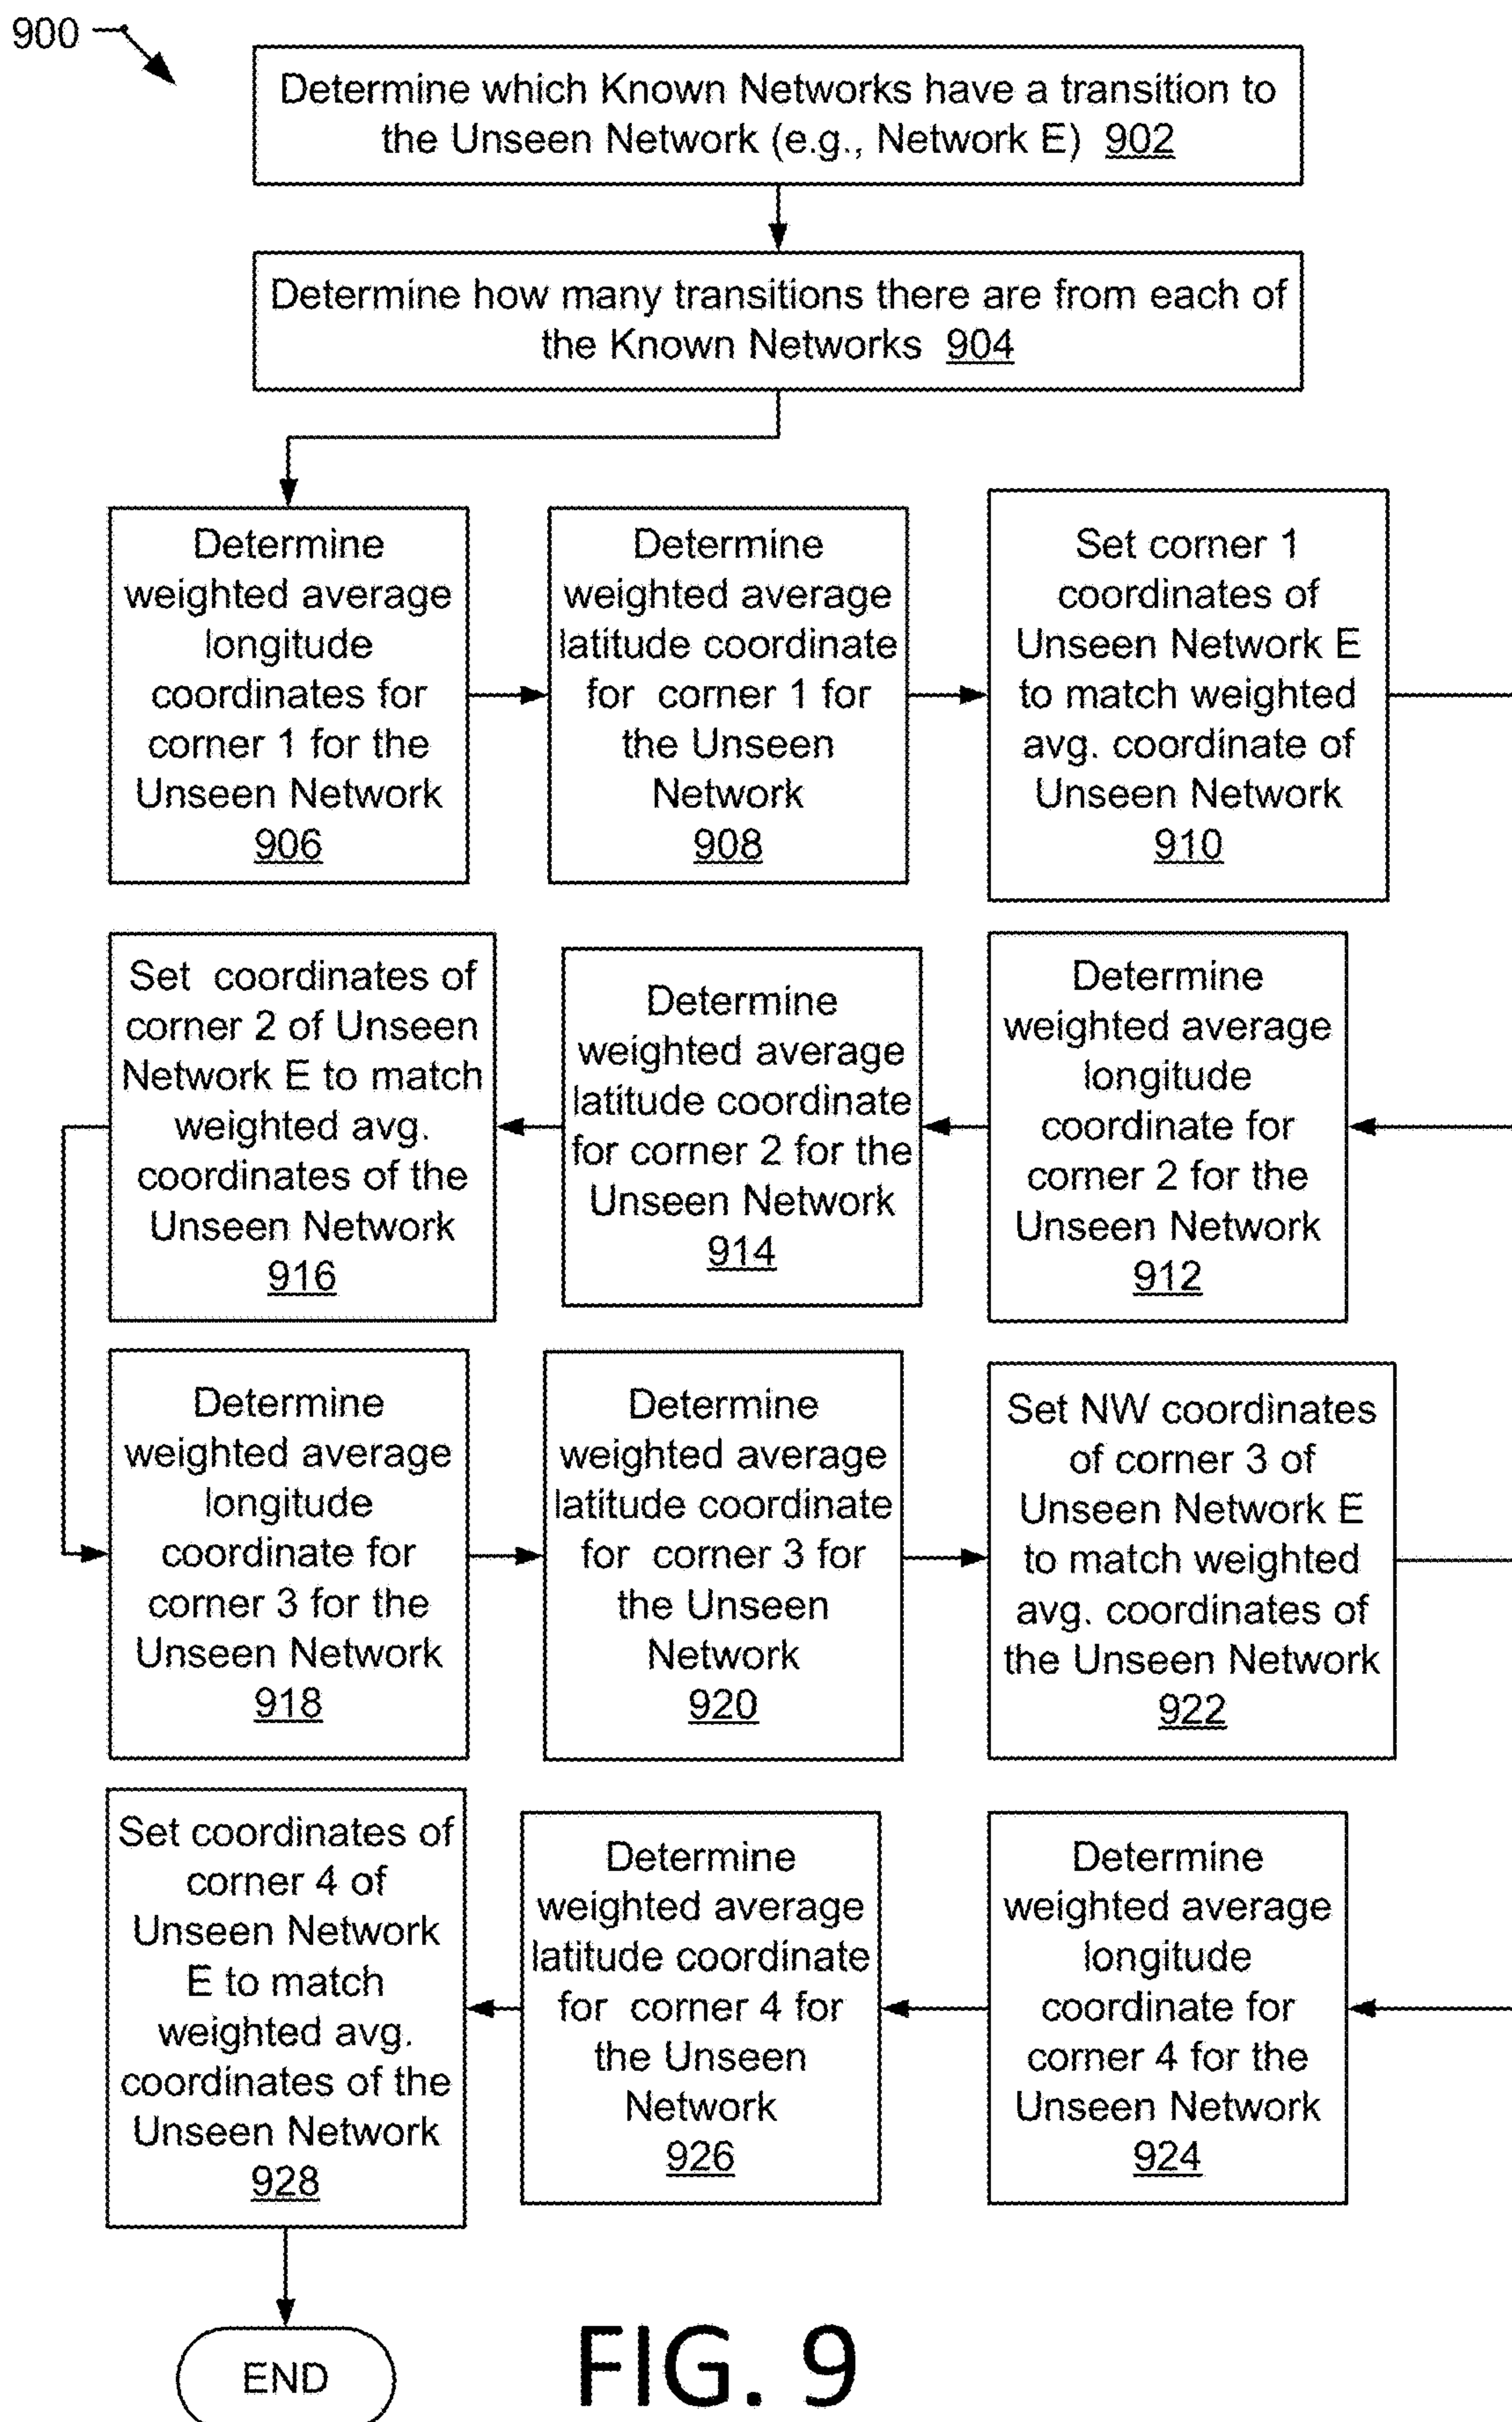 900
Determine which Known Networks have a transition to
the Unseen Network (e.g., Network E) 902
Determine how many transitions there are from each of
the Known Networks 904
Determine
weighted average
longitude
coordinates for
corner 1 for the
Unseen Network
906
Determine
weighted average
latitude coordinate
for corner 1 for
the Unseen
Network
908
Set corner 1
coordinates of
Unseen Network E
to match weighted
avg. coordinate of
Unseen Network
910
Determine
weighted average
longitude
coordinate for
corner 2 for the
Unseen Network
912
Determine
weighted average
latitude coordinate
for corner 2 for the
Unseen Network
914
Set coordinates of
corner 2 of Unseen
Network E to match
weighted avg.
coordinates of the
Unseen Network
916
Determine
weighted average
longitude
coordinate for
corner 3 for the
Unseen Network
918
Determine
weighted average
latitude coordinate
for corner 3 for
the Unseen
Network
920
Set NW coordinates
of corner 3 of
Unseen Network E
to match weighted
avg. coordinates of
the Unseen Network
922
Determine
weighted average
longitude
coordinate for
corner 4 for the
Unseen Network
924
Determine
weighted average
latitude coordinate
for corner 4 for
the Unseen
Network
926
Set coordinates of
corner 4 of
Unseen Network
E to match
weighted avg.
coordinates of the
Unseen Network
928
END
FIG. 9